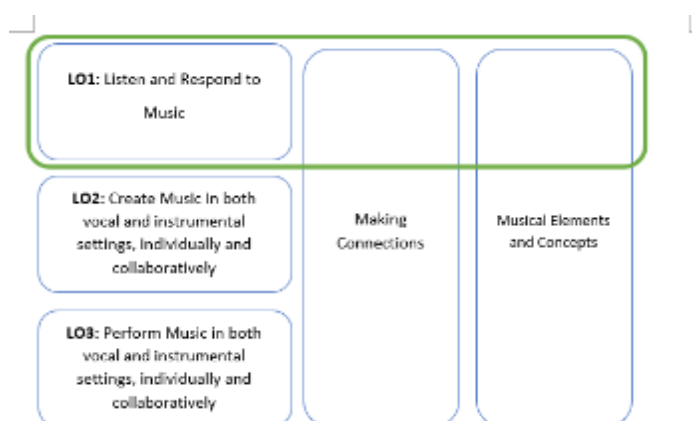 LO1: Listen and Respond to
Music
LO2: Create Music in both
vocal and instrumental
settings, individually and
collaboratively
Making
Connections
Musical Elements
and Concepts
LO3: Perform Music in both
vocal and instrumental
settings, individually and
collaboratively